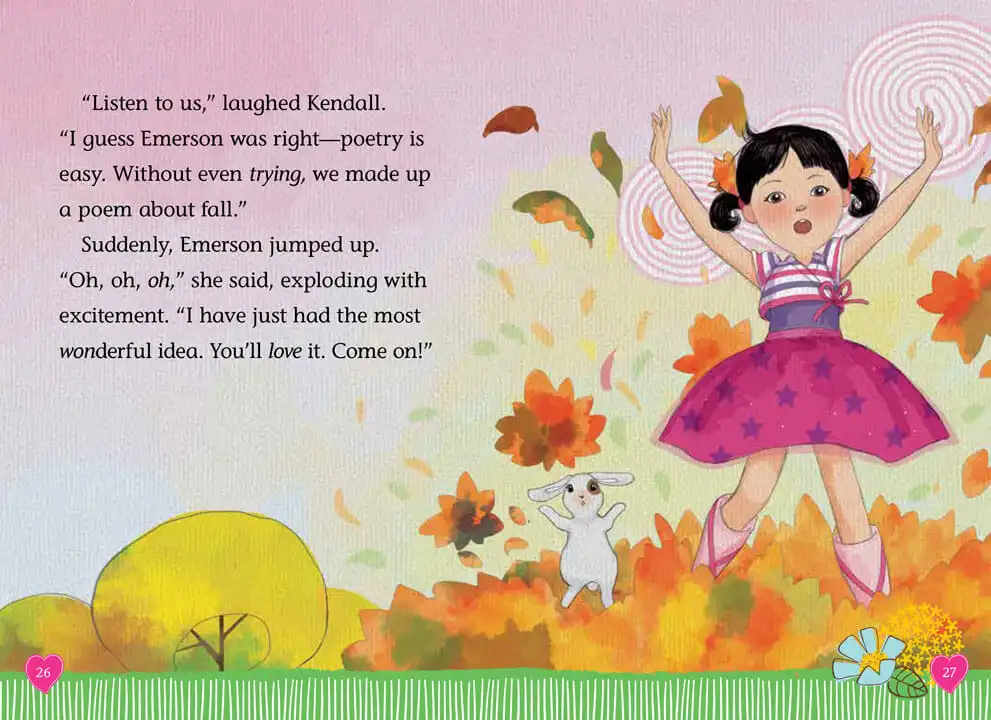 “Listen to us,” laughed Kendall.
“I guess Emerson was right—poetry is
easy. Without even trying, we made up
a poem about fall.”
Suddenly, Emerson jumped up.
“Oh, oh, oh,” she said, exploding with
excitement. “I have just had the most
wonderful idea. You’ll love it. Come on!”
26
27